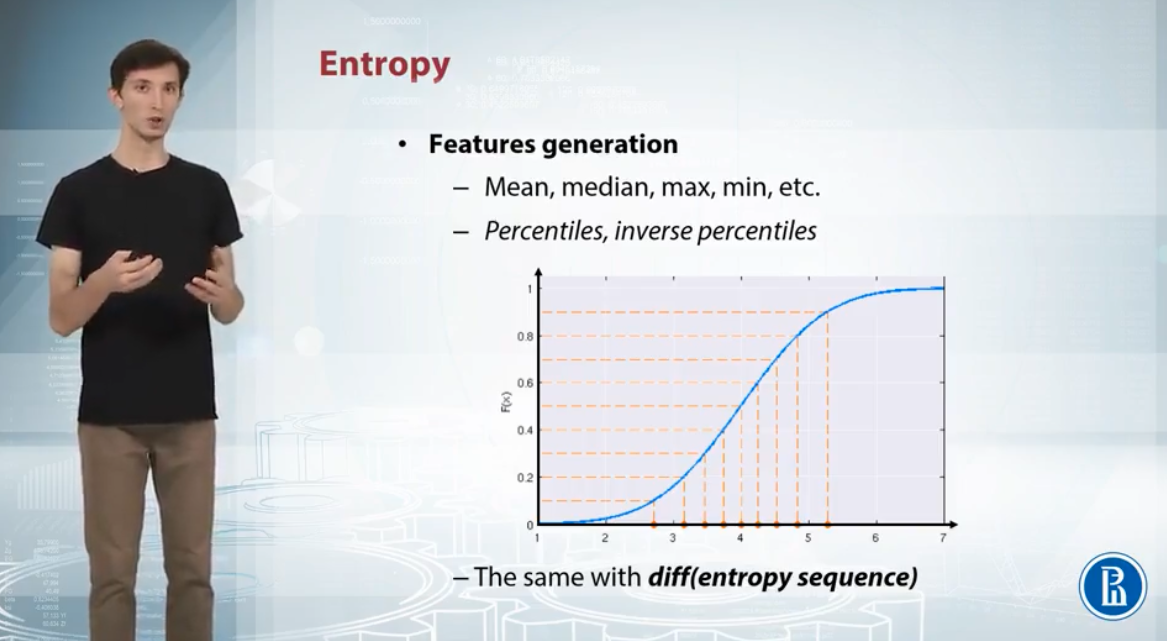 Entropy
• Features generation
– Mean, median, max, min, etc.
– Percentiles, inverse percentiles
1
0.8
0.6
0.4
0.2
0
F(x)
1 2 3 4 5 6 7
– The same with diff(entropy sequence)